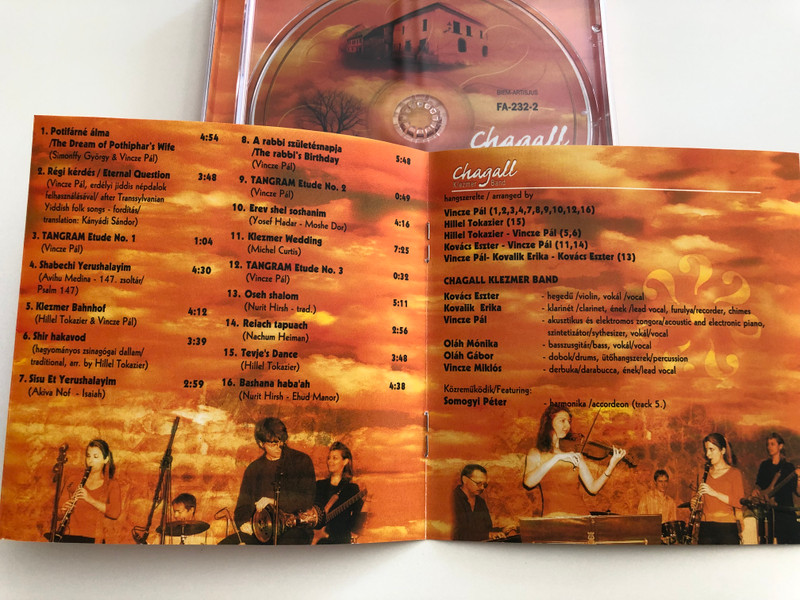 FA-232-2
Chagall
1. Potifárné álma 4:54
/The Dream of Pothiphar's Wife
(Simonffy György & Vincze Pál)
2. Régi kérdés / Eternal Question 3:48
(Vincze Pál, erdélyi jiddis népdalok
felhasználásával/ after Transsylvanian
Yiddish folk songs - fordítás/
translation: Kányádi Sándor)
3. TANGRAM Etude No. 1 1:04
(Vincze Pál)
4. Shabechi Yerushalayim 4:30
(Avihu Medina - 147. zsoltár/
Psalm 147)
5. Klezmer Bahnhof 4:12
(Hillel Tokazier & Vincze Pál)
6. Shir hakavod 3:39
(hagyományos zsinagógai dallam/
traditional, arr. by Hillel Tokazier)
7. Sisu Et Yerushalayim 2:59
(Akiva Nof - Isaiah)
8. A rabbi születésnapja 5:48
/The rabbi's Birthday
(Vincze Pál)
9. TANGRAM Etude No. 2 0:49
(Vincze Pál)
10. Erev shel soshanim 4:16
(Yosef Hadar - Moshe Dor)
11. Klezmer Wedding 7:25
(Michel Curtis)
12. TANGRAM Etude No. 3 0:32
(Vincze Pál)
13. Oseh shalom 5:11
(Nurit Hirsh - trad.)
14. Reiach tapuach 2:56
(Nachum Heiman)
15. Tevje's Dance 3:48
(Hillel Tokazier)
16. Bashana haba'ah 4:38
(Nurit Hirsh - Ehud Manor)
Chagall
Klezmer Band
hangszerelte / arranged by
Vincze Pál (1,2,3,4,7,8,9,10,12,16)
Hillel Tokazier (15)
Hillel Tokazier - Vincze Pál (5,6)
Kovács Eszter - Vincze Pál (11,14)
Vincze Pál- Kovalik Erika - Kovács Eszter (13)
CHAGALL KLEZMER BAND
Kovács Eszter - hegedű /violin, vokál /vocal
Kovalik Erika - klarinét /clarinet, ének/lead vocal, furulya/recorder, chimes
Vincze Pál - akusztikus és elektromos zongora/acoustic and electronic piano,
szintetizátor/sythesizer, vokál/vocal
Oláh Mónika - basszusgitár/bass, vokál/vocal
Oláh Gábor - dobok/drums, ütőhangszerek/percussion
Vincze Miklós - derbuka/darabucca, ének/lead vocal
Közreműködik/Featuring:
Somogyi Péter - harmonika /accordeon (track 5.)